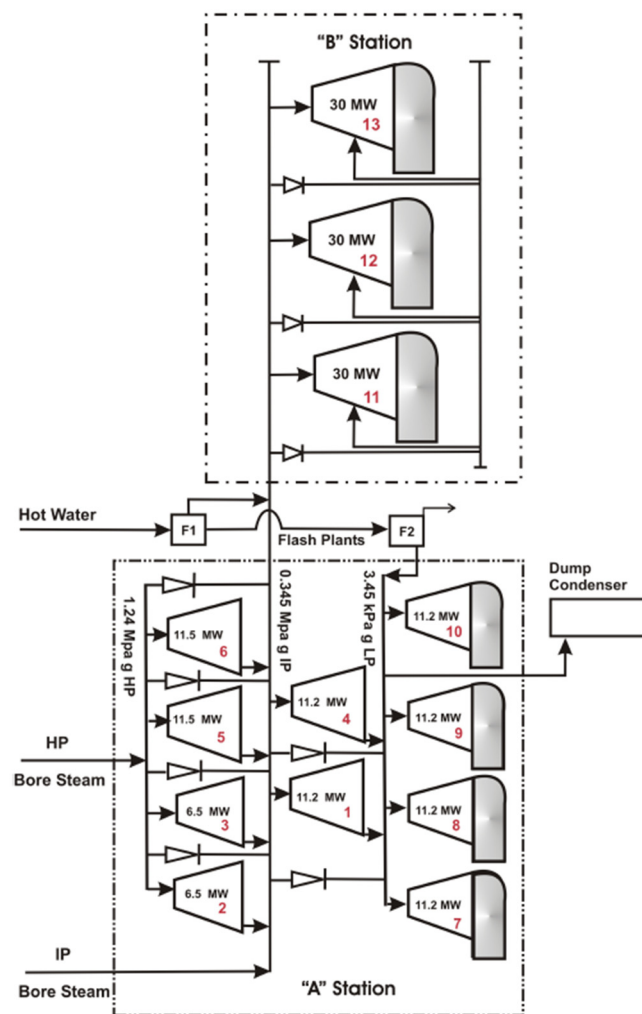 “B” Station
30 MW
13
30 MW
12
30 MW
11
Hot Water
F1
Flash Plants
F2
Dump
Condenser
1.24 Mpa g HP
0.345 Mpa g IP
3.45 kPa g LP
11.5 MW
6
11.2 MW
10
11.5 MW
5
11.2 MW
4
11.2 MW
9
HP
Bore Steam
6.5 MW
3
11.2 MW
1
11.2 MW
8
6.5 MW
2
11.2 MW
7
IP
Bore Steam
“A” Station